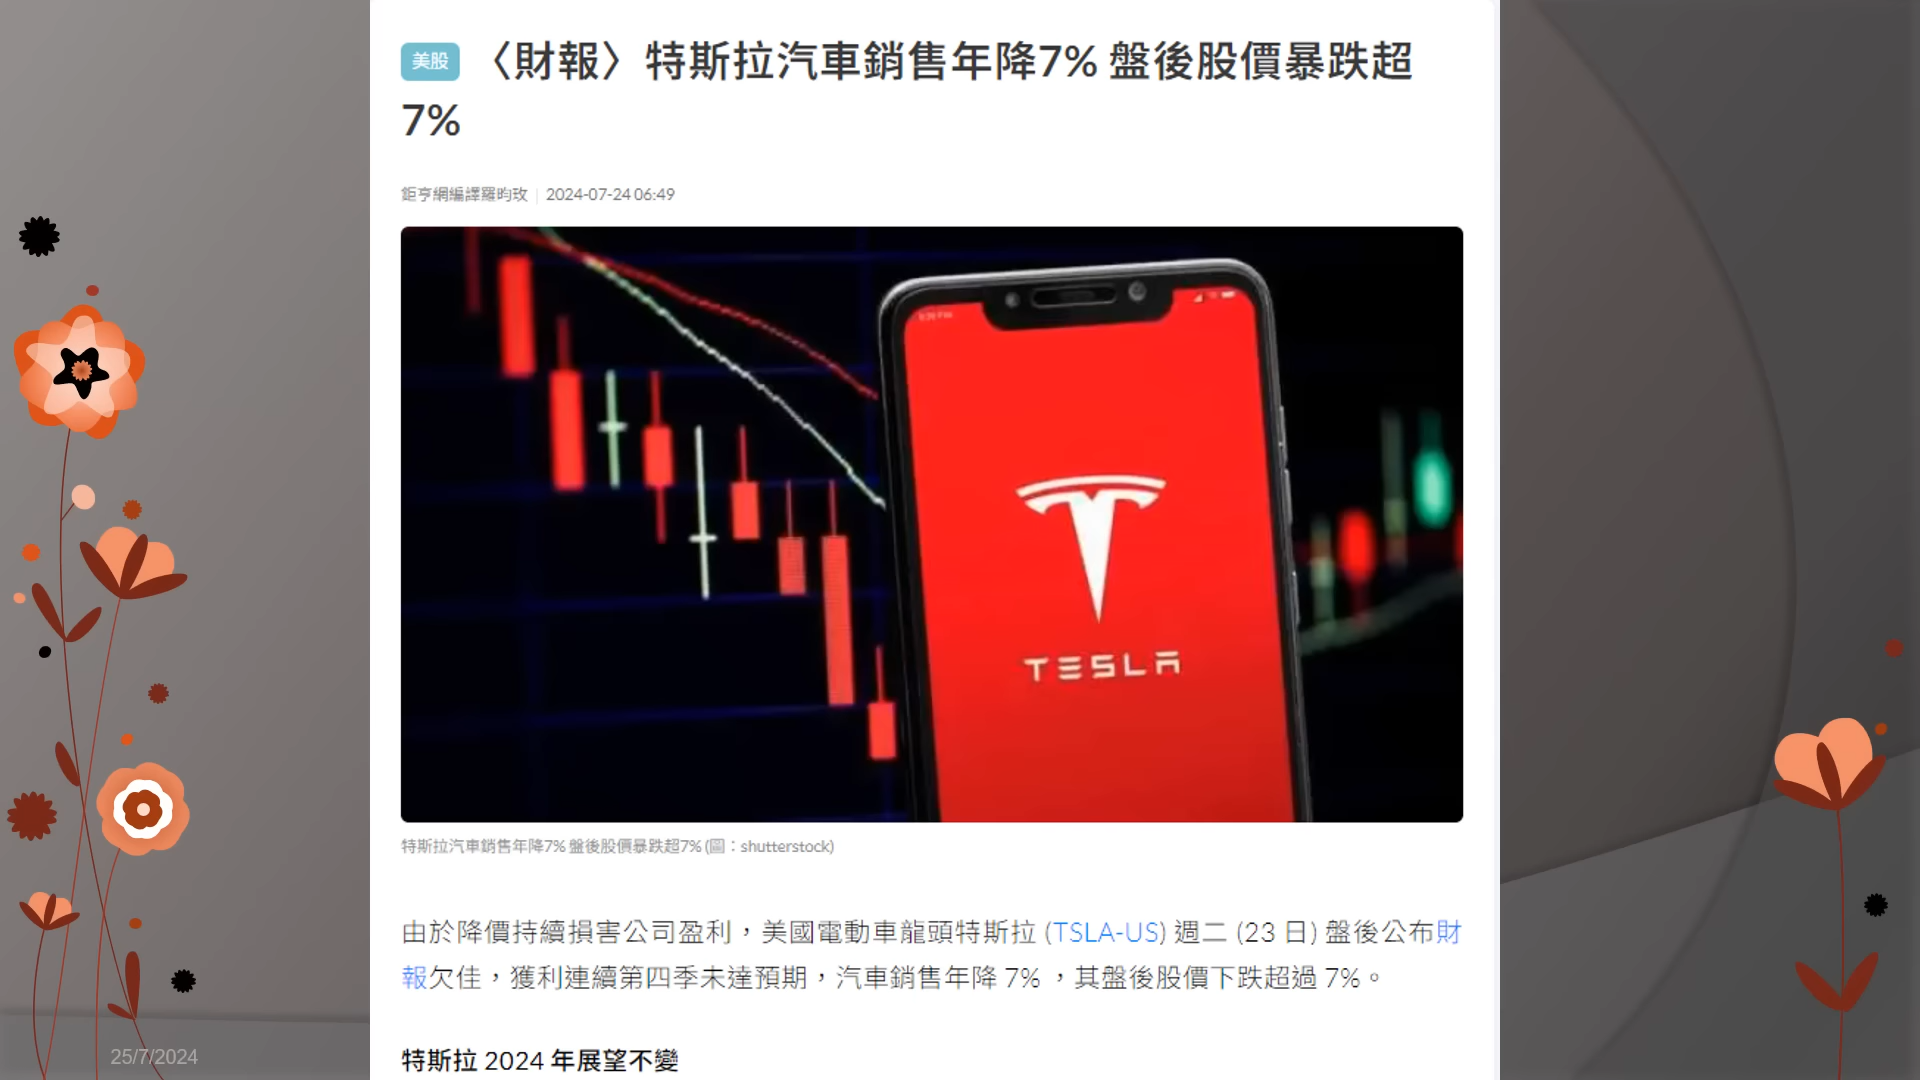 美股
〈財報〉特斯拉汽車銷售年降7% 盤後股價暴跌超
7%
鉅亨網編譯羅昀玫 2024-07-24 06:49
TESLA
特斯拉汽車銷售年降7% 盤後股價暴跌超7% (圖：shutterstock)
由於降價持續損害公司盈利，美國電動車龍頭特斯拉 (TSLA-US) 週二 (23 日) 盤後公布財
報欠佳，獲利連續第四季未達預期，汽車銷售年降 7% ，其盤後股價下跌超過 7%。
特斯拉 2024 年展望不變
25/7/2024